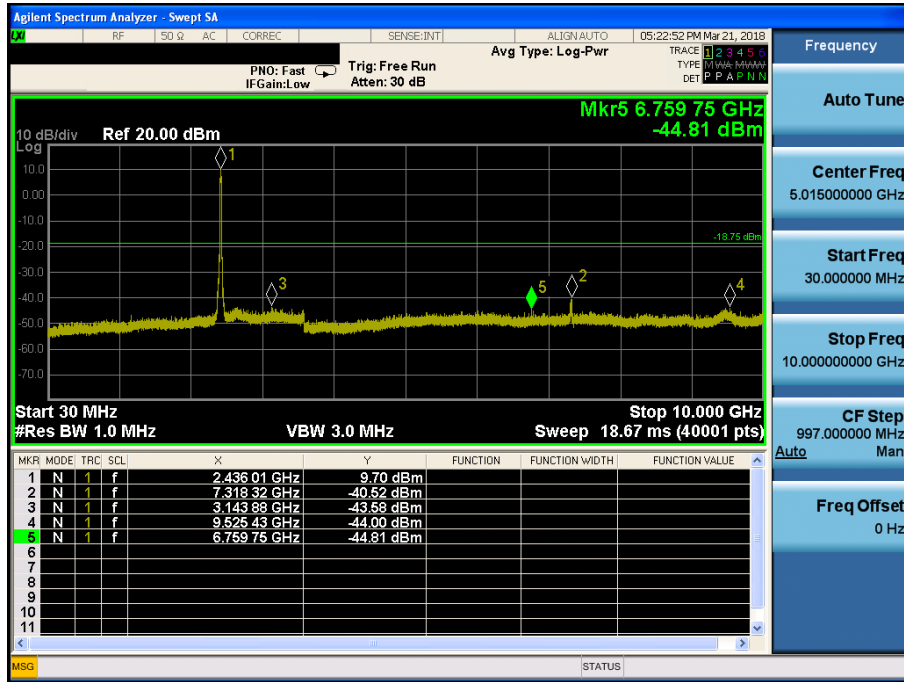 Agilent Spectrum Analyzer - Swept SA
LXI RF 50 Ω AC CORREC SENSE:INT ALIGN AUTO 05:22:52 PM Mar 21, 2018
Frequency
Avg Type: Log-Pwr TRACE 1 2 3 4 5 6
PNO: Fast Trig: Free Run TYPE
IFGain:Low Atten: 30 dB DET P P A P N N
Auto Tune
Mkr5 6.759 75 GHz
10 dB/div Ref 20.00 dBm -44.81 dBm
Log
1
10.0
Center Freq
5.015000000 GHz
0.00
-10.0
-18.75 dBm
-20.0
Start Freq
30.000000 MHz
-30.0
3 5 2 4
-40.0
-50.0
Stop Freq
10.000000000 GHz
-60.0
-70.0
Start 30 MHz Stop 10.000 GHz
#Res BW 1.0 MHz VBW 3.0 MHz Sweep 18.67 ms (40001 pts)
CF Step
997.000000 MHz
Auto Man
MKR MODE TRC SCL X Y FUNCTION FUNCTION WIDTH FUNCTION VALUE
1 N 1 f 2.436 01 GHz 9.70 dBm
2 N 1 f 7.318 32 GHz -40.52 dBm
3 N 1 f 3.143 88 GHz -43.58 dBm
4 N 1 f 9.525 43 GHz -44.00 dBm
5 N 1 f 6.759 75 GHz -44.81 dBm
6
7
8
9
10
11
Freq Offset
0 Hz
MSG STATUS